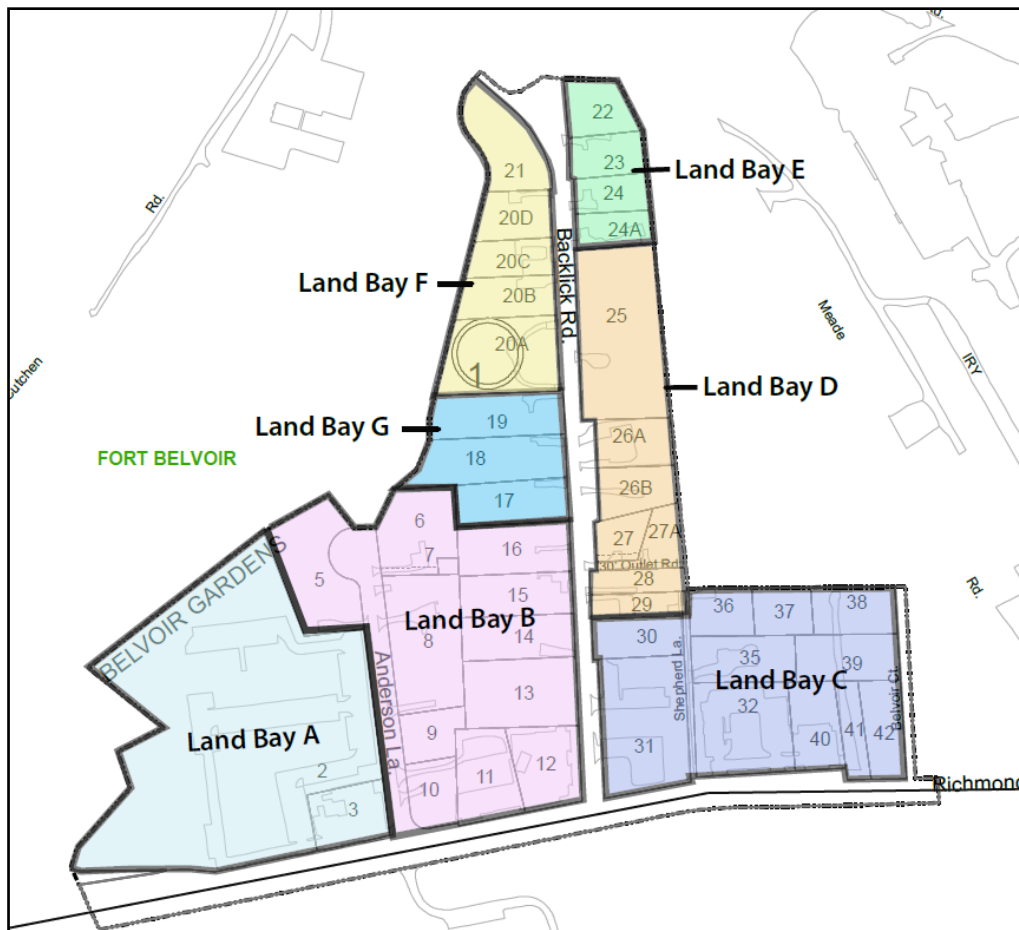 Rd.
22
23
Land Bay E
24
24A
21
20D
20C
Land Bay F
20B
20A
1
Backlick Rd.
25
Land Bay D
Meade
IRY
Rd.
19
Land Bay G
18
17
FORT BELVOIR
26A
26B
27
27A
30' Outlet Rd.
28
29
BELVOIR GARDENS
5
6
7
16
15
Land Bay B
8
14
13
Anderson La.
9
10
11
12
Land Bay A
2
3
30
31
Shepherd La.
36
37
38
35
39
Land Bay C
32
40
41
42
Belvoir Ct.
Richmond